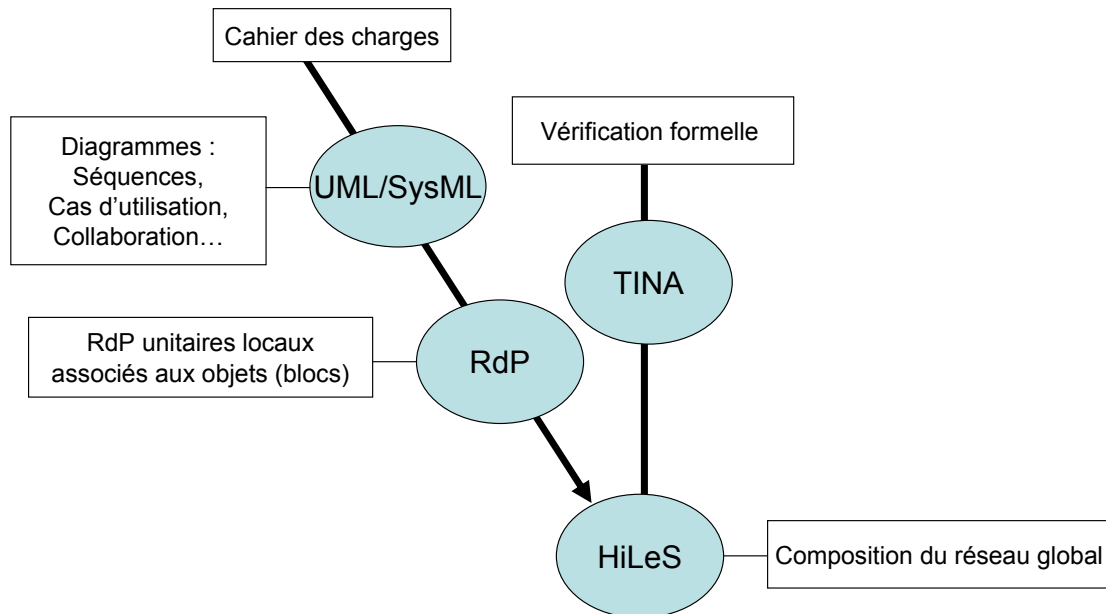 Cahier des charges
Vérification formelle
Diagrammes :
Séquences,
Cas d’utilisation,
Collaboration…
UML/SysML
TINA
RdP unitaires locaux
associés aux objets (blocs)
RdP
HiLeS
Composition du réseau global